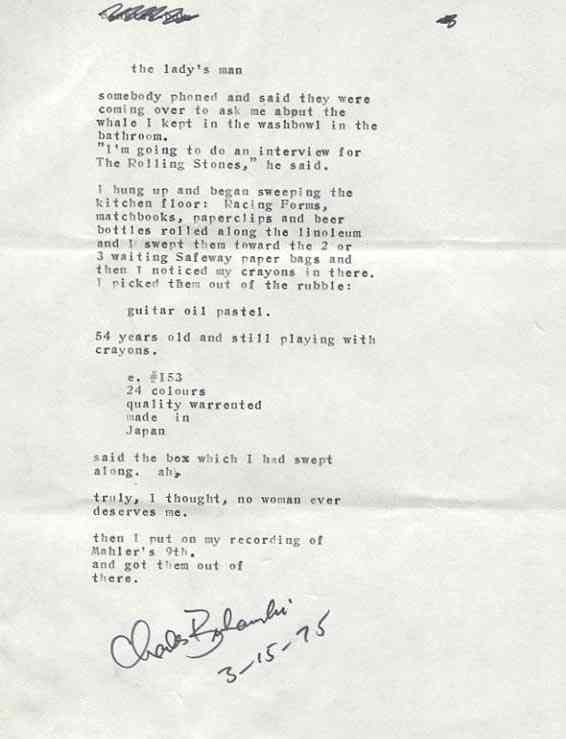 the lady's man
somebody phoned and said they were
coming over to ask me about the
whale I kept in the washbowl in the
bathroom.
"I'm going to do an interview for
The Rolling Stones," he said.
I hung up and began sweeping the
kitchen floor: Racing Forms,
matchbooks, paperclips and beer
bottles rolled along the linoleum
and I swept them toward the 2 or
3 waiting Safeway paper bags and
then I noticed my crayons in there.
I picked them out of the rubble:
guitar oil pastel.
54 years old and still playing with
crayons.
e. #153
24 colours
quality warrented
made in
Japan
said the box which I had swept
along. ah,
truly, I thought, no woman ever
deserves me.
then I put on my recording of
Mahler's 9th.
and got them out of
there.
Charles Bukowski
3-15-75